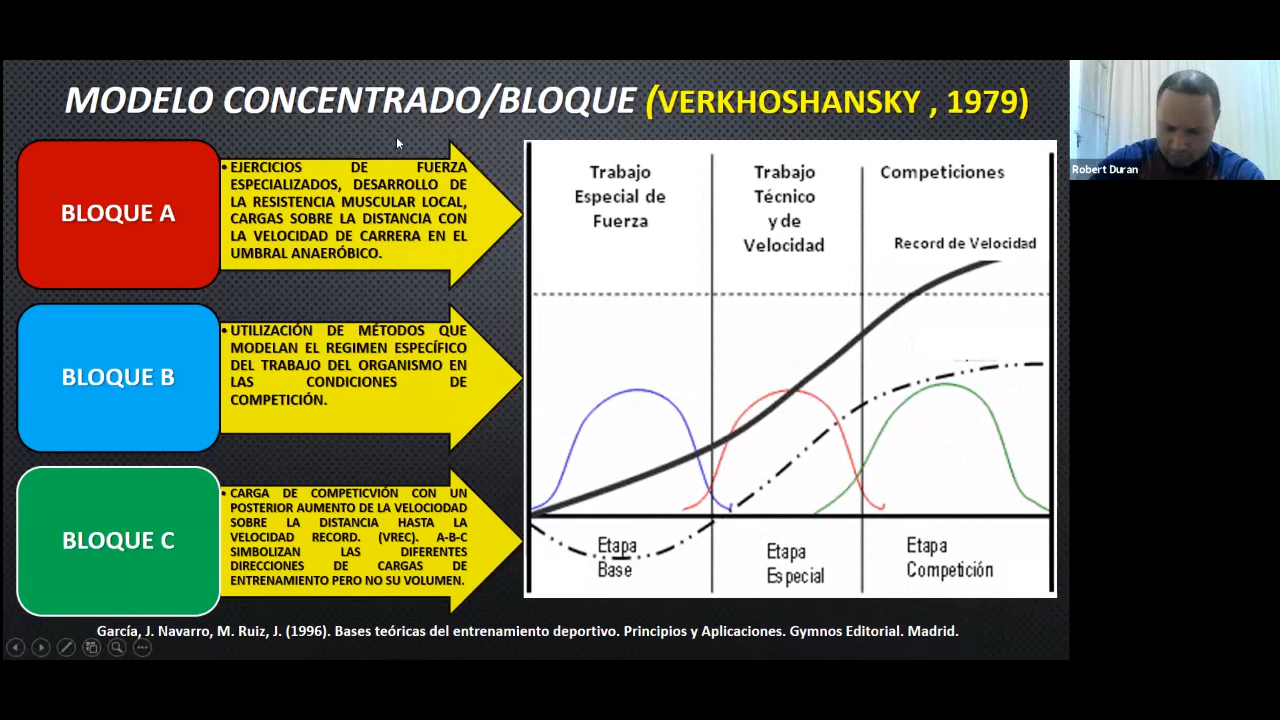 MODELO CONCENTRADO/BLOQUE (VERKHOSHANSKY , 1979)
BLOQUE A
• EJERCICIOS DE FUERZA
ESPECIALIZADOS, DESARROLLO DE
LA RESISTENCIA MUSCULAR LOCAL,
CARGAS SOBRE LA DISTANCIA CON
LA VELOCIDAD DE CARRERA EN EL
UMBRAL ANAERÓBICO.
BLOQUE B
• UTILIZACIÓN DE MÉTODOS QUE
MODELAN EL REGIMEN ESPECÍFICO
DEL TRABAJO DEL ORGANISMO EN
LAS CONDICIONES DE
COMPETICIÓN.
BLOQUE C
• CARGA DE COMPETICVIÓN CON UN
POSTERIOR AUMENTO DE LA VELOCIODAD
SOBRE LA DISTANCIA HASTA LA
VELOCIDAD RECORD. (VREC). A-B-C
SIMBOLIZAN LAS DIFERENTES
DIRECCIONES DE CARGAS DE
ENTRENAMIENTO PERO NO SU VOLUMEN.
Trabajo
Especial de
Fuerza
Trabajo
Técnico
y de
Velocidad
Competiciones
Record de Velocidad
Etapa
Base
Etapa
Especial
Etapa
Competición
García, J. Navarro, M. Ruiz, J. (1996). Bases teóricas del entrenamiento deportivo. Principios y Aplicaciones. Gymnos Editorial. Madrid.
Robert Duran